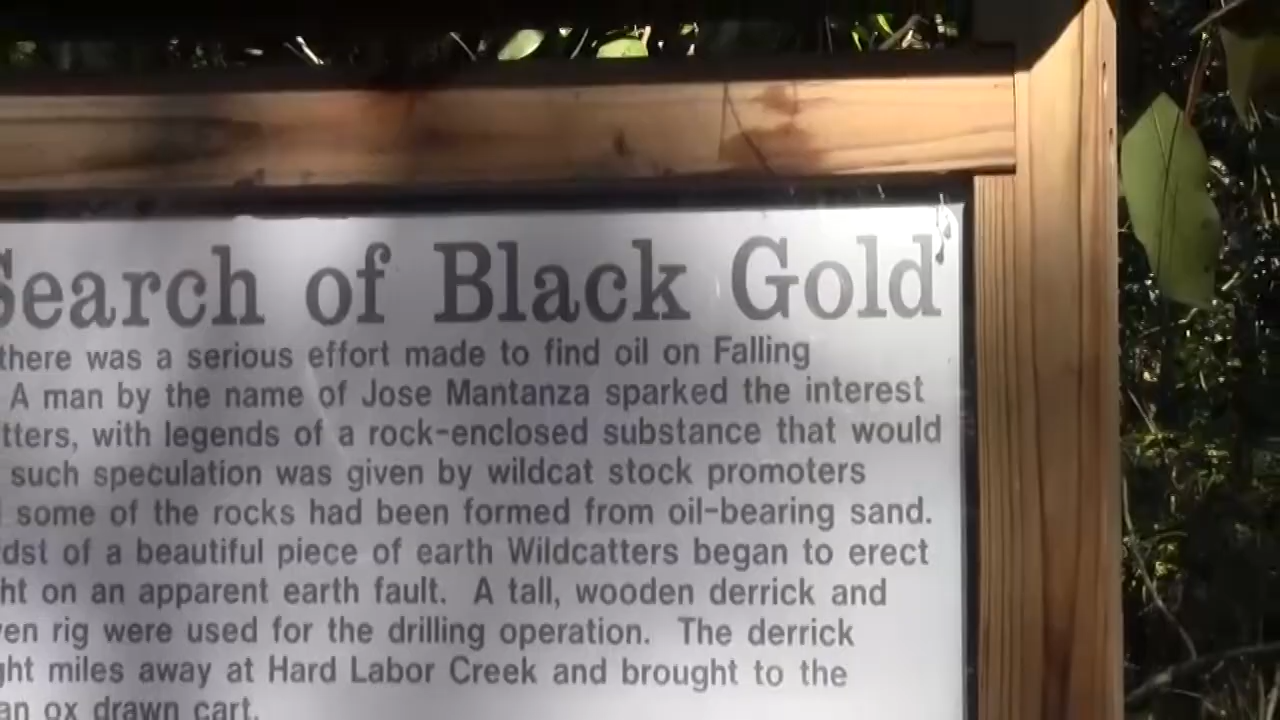 Search of Black Gold
there was a serious effort made to find oil on Falling
A man by the name of Jose Mantanza sparked the interest
tters, with legends of a rock-enclosed substance that would
such speculation was given by wildcat stock promoters
some of the rocks had been formed from oil-bearing sand.
dst of a beautiful piece of earth Wildcatters began to erect
ht on an apparent earth fault. A tall, wooden derrick and
ven rig were used for the drilling operation. The derrick
ght miles away at Hard Labor Creek and brought to the
an ox drawn cart.